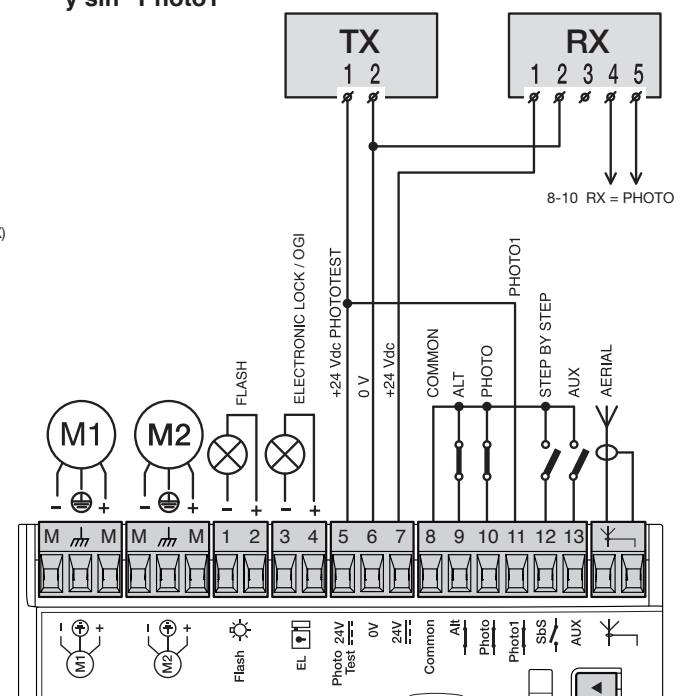 y sin "Photo1"
TX
1 2
RX
1 2 3 4 5
8-10 RX = PHOTO
X)
FLASH
ELECTRONIC LOCK / OGI
+24 Vdc PHOTOTEST
0 V
+24 Vdc
COMMON
ALT
PHOTO
PHOTO1
STEP BY STEP
AUX
AERIAL
M1
M2
- +
- +
- +
- +
M M M M 1 2 3 4 5 6 7 8 9 10 11 12 13
- +
M1
- +
M2
Flash
EL
Photo 24V
Test
0V
24V
Common
Alt
Photo
Photo1
SbS
AUX